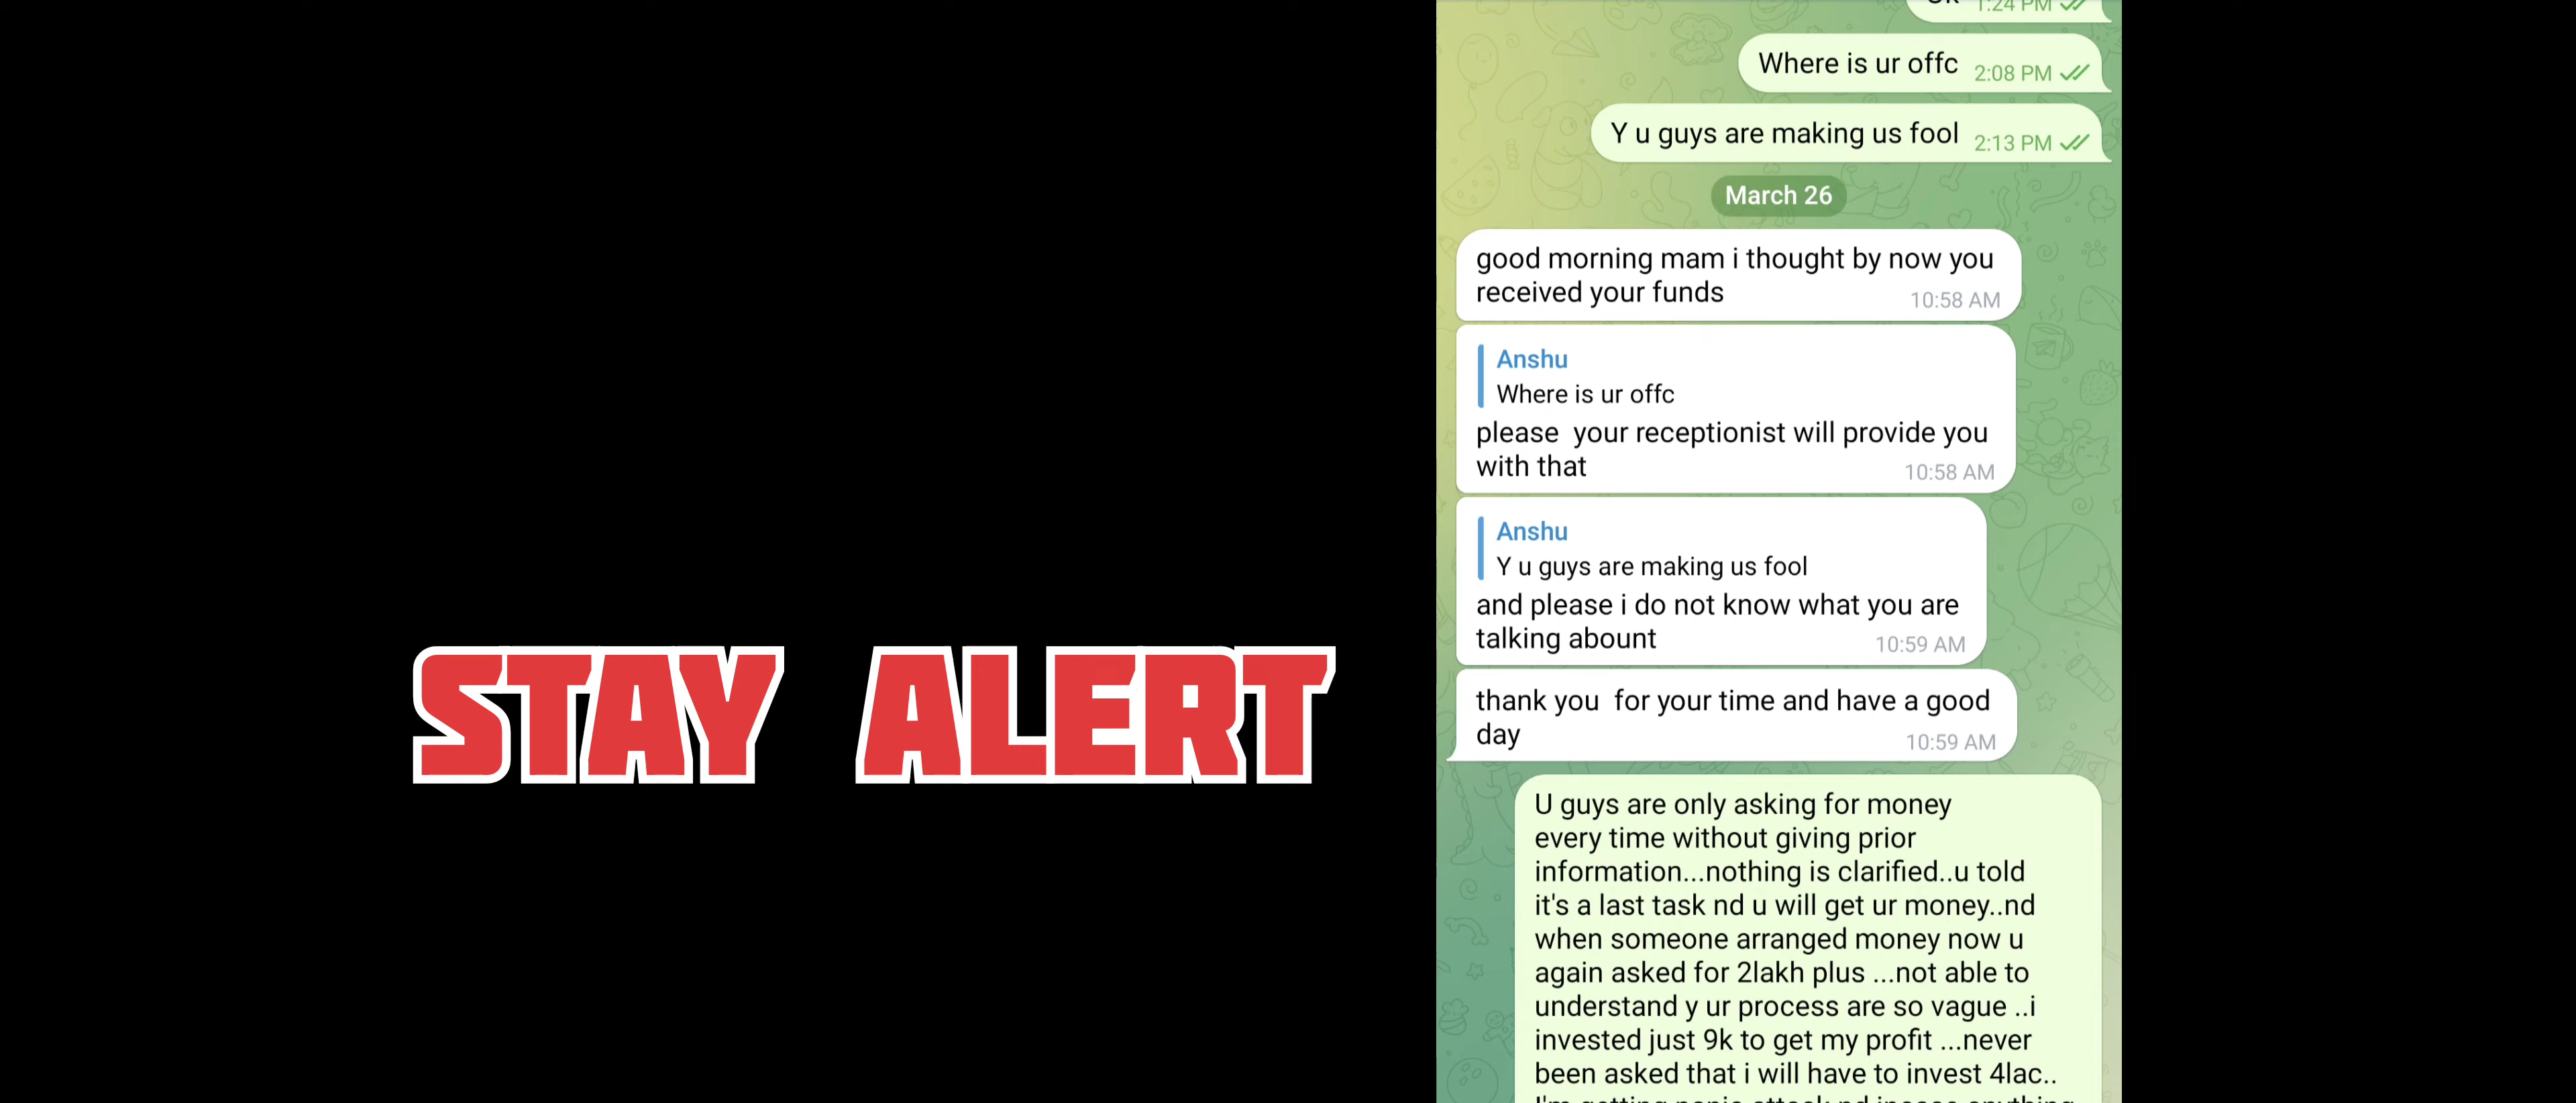 STAY ALERT
1:24 PM
Where is ur offc 2:08 PM
Y u guys are making us fool 2:13 PM
March 26
good morning mam i thought by now you
received your funds 10:58 AM
Anshu
Where is ur offc
please  your receptionist will provide you
with that 10:58 AM
Anshu
Y u guys are making us fool
and please i do not know what you are
talking abount 10:59 AM
thank you  for your time and have a good
day 10:59 AM
U guys are only asking for money
every time without giving prior
information...nothing is clarified..u told
it's a last task nd u will get ur money..nd
when someone arranged money now u
again asked for 2lakh plus ...not able to
understand y ur process are so vague ..i
invested just 9k to get my profit ...never
been asked that i will have to invest 4lac..